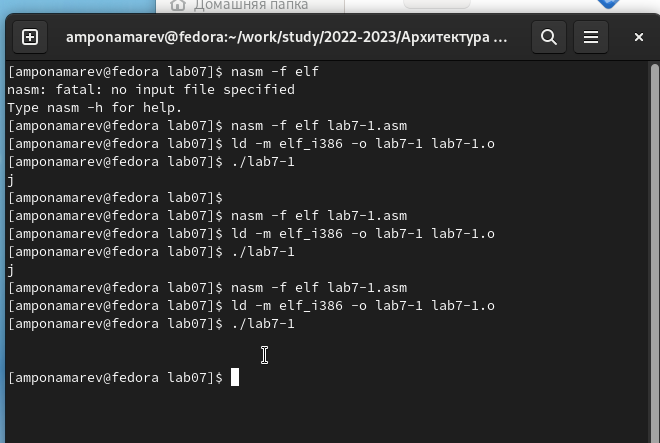 Домашняя папка
amponamarev@fedora:~/work/study/2022-2023/Архитектура ...
[amponamarev@fedora lab07]$ nasm -f elf
nasm: fatal: no input file specified
Type nasm -h for help.
[amponamarev@fedora lab07]$ nasm -f elf lab7-1.asm
[amponamarev@fedora lab07]$ ld -m elf_i386 -o lab7-1 lab7-1.o
[amponamarev@fedora lab07]$ ./lab7-1
j
[amponamarev@fedora lab07]$
[amponamarev@fedora lab07]$ nasm -f elf lab7-1.asm
[amponamarev@fedora lab07]$ ld -m elf_i386 -o lab7-1 lab7-1.o
[amponamarev@fedora lab07]$ ./lab7-1
j
[amponamarev@fedora lab07]$ nasm -f elf lab7-1.asm
[amponamarev@fedora lab07]$ ld -m elf_i386 -o lab7-1 lab7-1.o
[amponamarev@fedora lab07]$ ./lab7-1
[amponamarev@fedora lab07]$